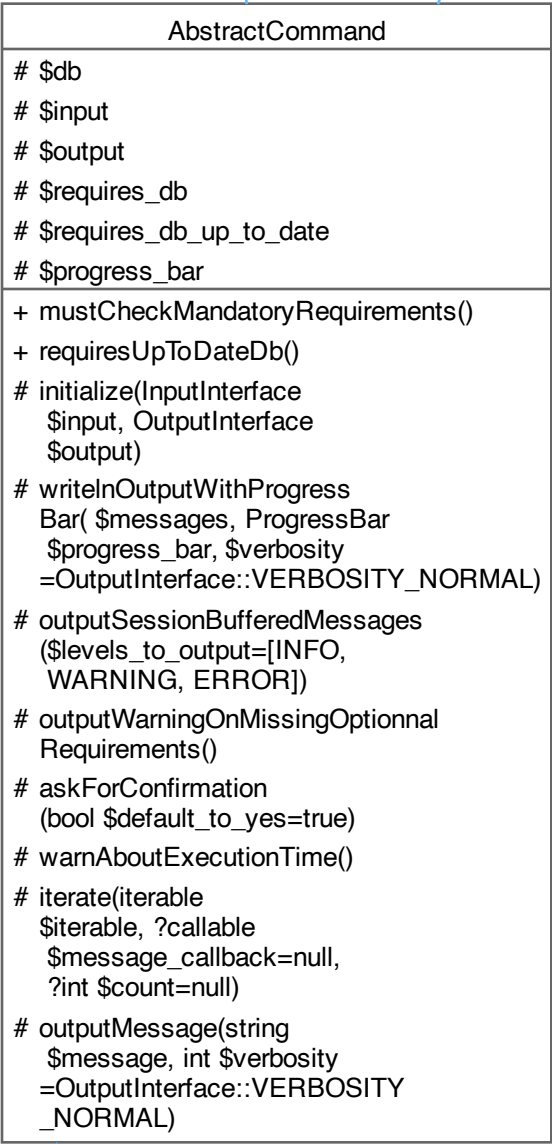 AbstractCommand
# $db
# $input
# $output
# $requires_db
# $requires_db_up_to_date
# $progress_bar
+ mustCheckMandatoryRequirements()
+ requiresUpToDateDb()
# initialize(InputInterface
$input, OutputInterface
$output)
# writelnOutputWithProgress
Bar( $messages, ProgressBar
$progress_bar, $verbosity
=OutputInterface::VERBOSITY_NORMAL)
# outputSessionBufferedMessages
($levels_to_output=[INFO,
WARNING, ERROR])
# outputWarningOnMissingOptionnal
Requirements()
# askForConfirmation
(bool $default_to_yes=true)
# warnAboutExecutionTime()
# iterate(iterable
$iterable, ?callable
$message_callback=null,
?int $count=null)
# outputMessage(string
$message, int $verbosity
=OutputInterface::VERBOSITY
_NORMAL)